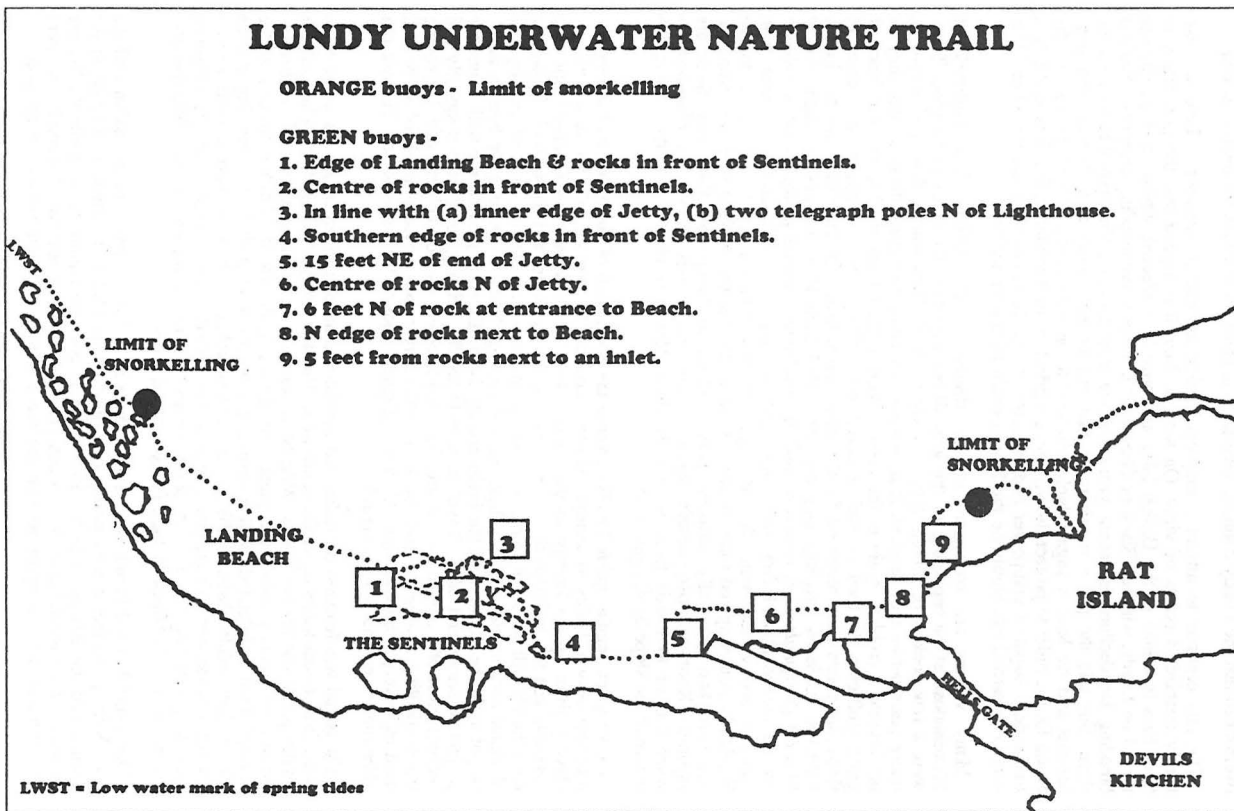 LUNDY UNDERWATER NATURE TRAIL
ORANGE buoys - Limit of snorkelling
GREEN buoys -
1. Edge of Landing Beach & rocks in front of Sentinels.
2. Centre of rocks in front of Sentinels.
3. In line with (a) inner edge of Jetty, (b) two telegraph poles N of Lighthouse.
4. Southern edge of rocks in front of Sentinels.
5. 15 feet NE of end of Jetty.
6. Centre of rocks N of Jetty.
7. 6 feet N of rock at entrance to Beach.
8. N edge of rocks next to Beach.
9. 5 feet from rocks next to an inlet.
LWST
LIMIT OF
SNORKELLING
LIMIT OF
SNORKELLING
LANDING
BEACH
1
2
3
4
5
6
7
8
9
THE SENTINELS
RAT
ISLAND
HELLS GATE
DEVILS
KITCHEN
LWST = Low water mark of spring tides